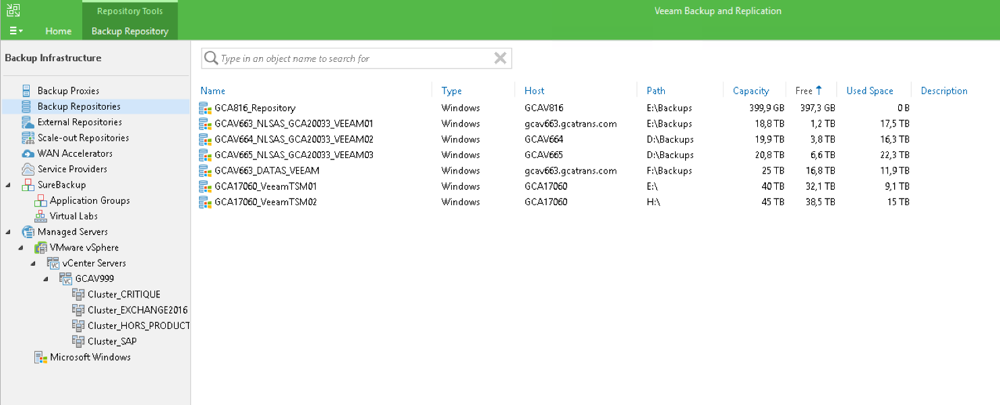 Repository Tools
Veeam Backup and Replication
Home
Backup Repository
Backup Infrastructure
Type in an object name to search for
Backup Proxies
Backup Repositories
External Repositories
Scale-out Repositories
WAN Accelerators
Service Providers
SureBackup
Application Groups
Virtual Labs
Managed Servers
VMware vSphere
vCenter Servers
GCAV999
Cluster_CRITIQUE
Cluster_EXCHANGE2016
Cluster_HORS_PRODUCT
Cluster_SAP
Microsoft Windows
Name Type Host Path Capacity Free Used Space Description
GCA816_Repository Windows GCAV816 E:\Backups 399,9 GB 397,3 GB 0 B
GCAV663_NLSAS_GCA20033_VEEAM01 Windows gcav663.gcatrans.com E:\Backups 18,8 TB 1,2 TB 17,5 TB
GCAV664_NLSAS_GCA20033_VEEAM02 Windows GCAV664 D:\Backups 19,9 TB 3,8 TB 16,3 TB
GCAV665_NLSAS_GCA20033_VEEAM03 Windows GCAV665 D:\Backups 20,8 TB 6,6 TB 22,3 TB
GCAV663_DATAS_VEEAM Windows gcav663.gcatrans.com F:\Backups 25 TB 16,8 TB 11,9 TB
GCA17060_VeeamTSM01 Windows GCA17060 E:\ 40 TB 32,1 TB 9,1 TB
GCA17060_VeeamTSM02 Windows GCA17060 H:\ 45 TB 38,5 TB 15 TB